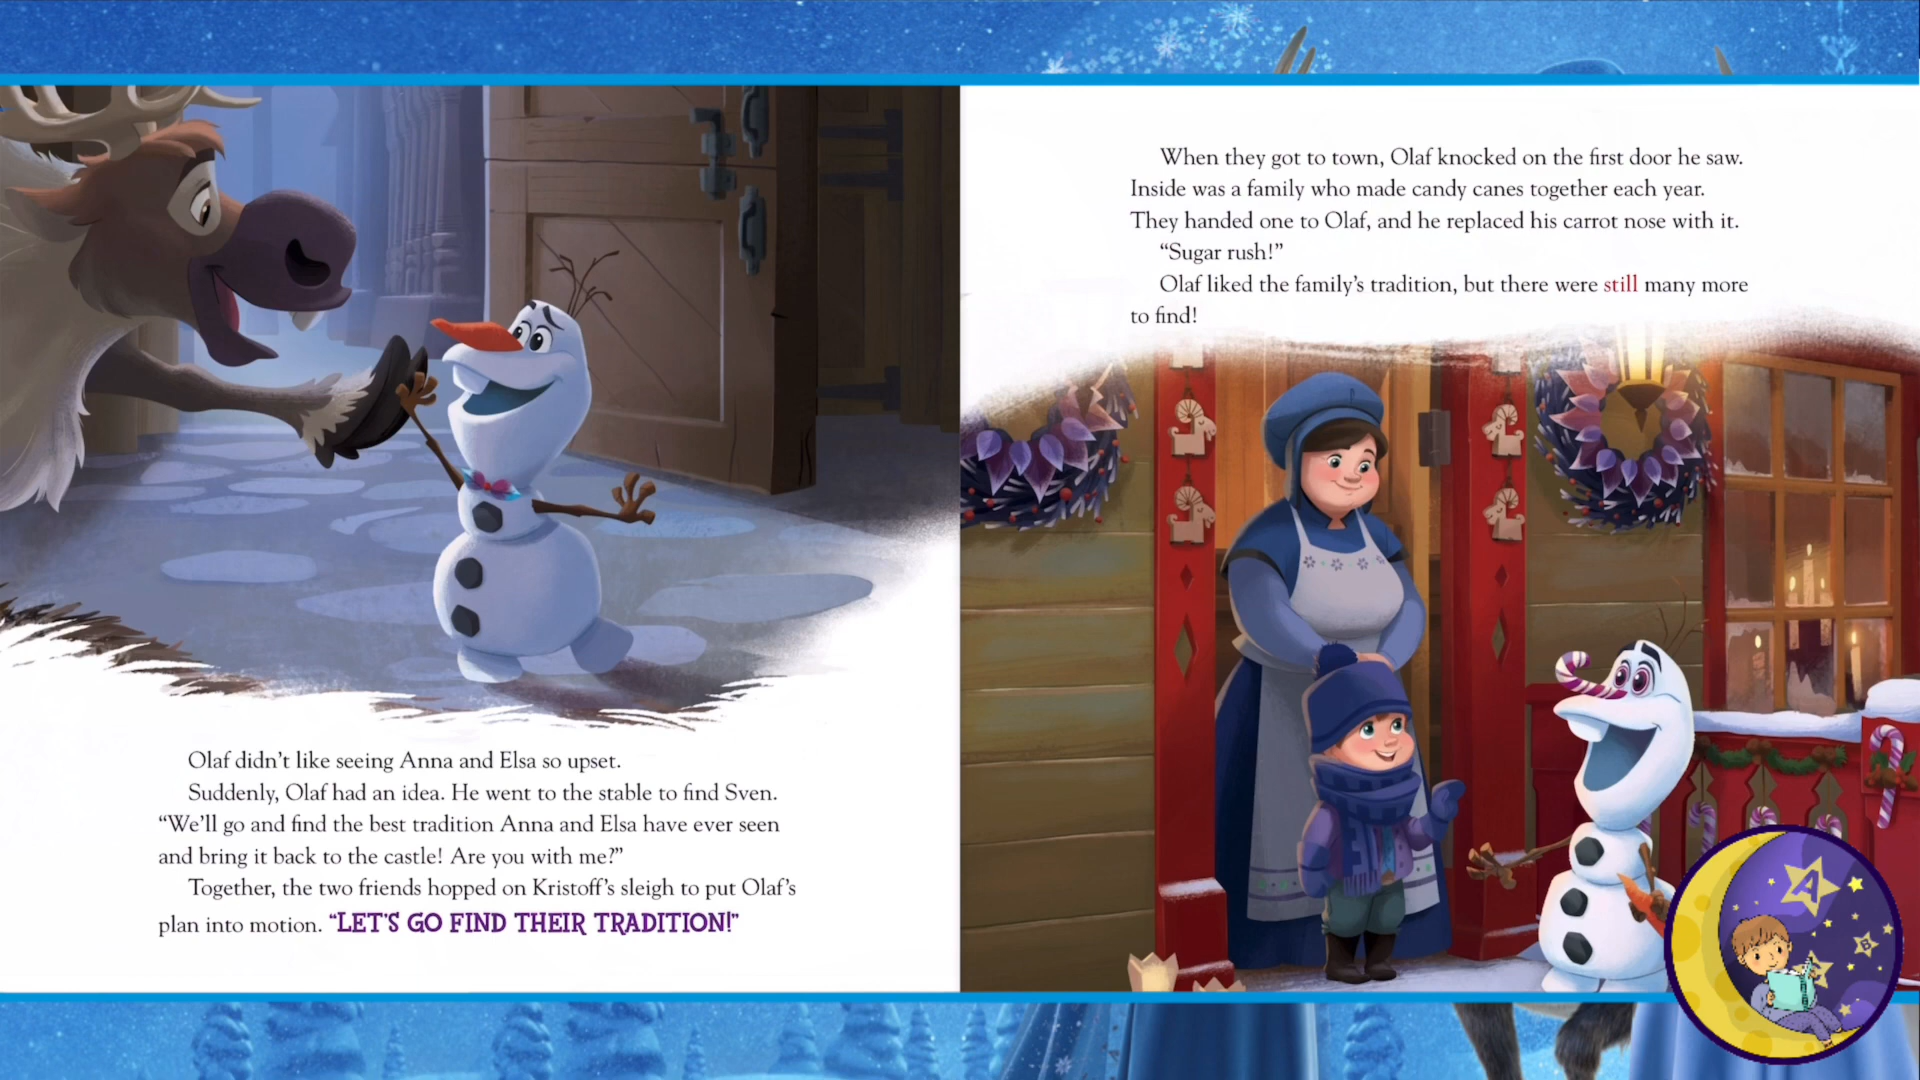 Olaf didn’t like seeing Anna and Elsa so upset.
Suddenly, Olaf had an idea. He went to the stable to find Sven.
“We’ll go and find the best tradition Anna and Elsa have ever seen
and bring it back to the castle! Are you with me?”
Together, the two friends hopped on Kristoff’s sleigh to put Olaf’s
plan into motion. “LET’S GO FIND THEIR TRADITION!”
When they got to town, Olaf knocked on the first door he saw.
Inside was a family who made candy canes together each year.
They handed one to Olaf, and he replaced his carrot nose with it.
“Sugar rush!”
Olaf liked the family’s tradition, but there were still many more
to find!
A
B